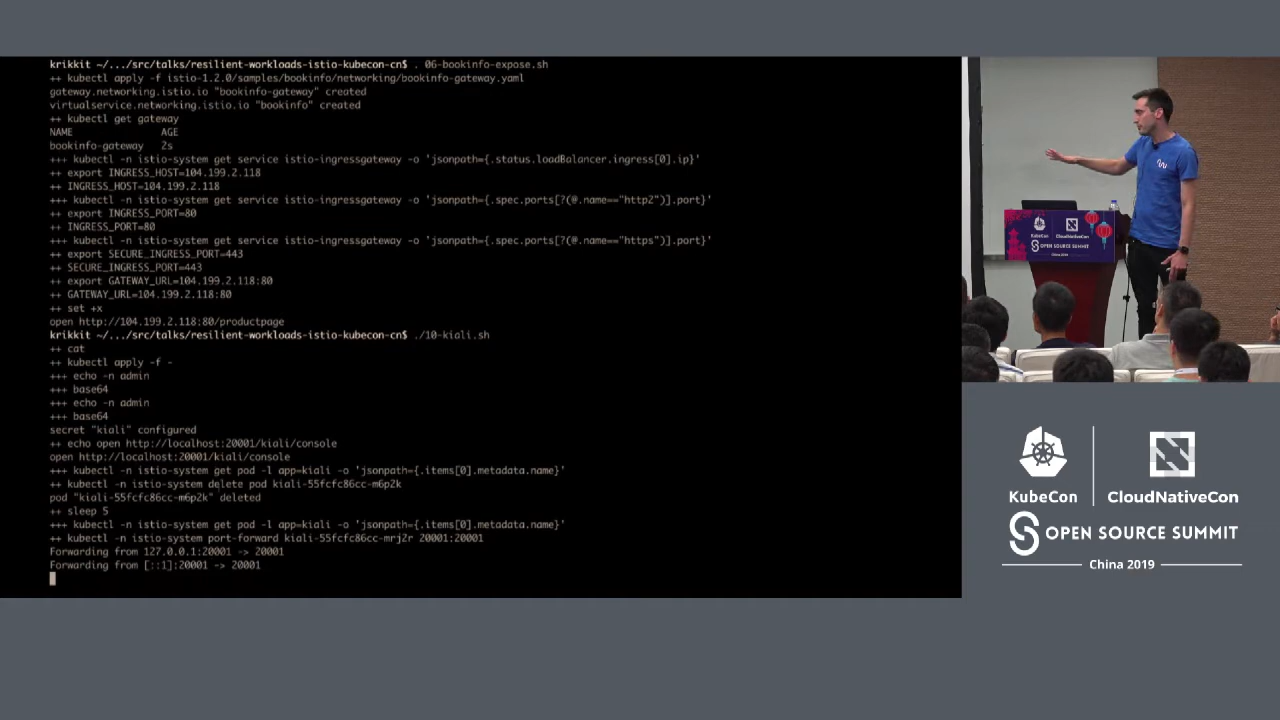 krikkit ~/.../src/talks/resilient-workloads-istio-kubecon-cn$ . 06-bookinfo-expose.sh
++ kubectl apply -f istio-1.2.0/samples/bookinfo/networking/bookinfo-gateway.yaml
gateway.networking.istio.io "bookinfo-gateway" created
virtualservice.networking.istio.io "bookinfo" created
++ kubectl get gateway
NAME AGE
bookinfo-gateway 2s
+++ kubectl -n istio-system get service istio-ingressgateway -o 'jsonpath={.status.loadBalancer.ingress[0].ip}'
++ export INGRESS_HOST=104.199.2.118
++ INGRESS_HOST=104.199.2.118
+++ kubectl -n istio-system get service istio-ingressgateway -o 'jsonpath={.spec.ports[?(@.name=="http2")].port}'
++ export INGRESS_PORT=80
++ INGRESS_PORT=80
+++ kubectl -n istio-system get service istio-ingressgateway -o 'jsonpath={.spec.ports[?(@.name=="https")].port}'
++ export SECURE_INGRESS_PORT=443
++ SECURE_INGRESS_PORT=443
++ export GATEWAY_URL=104.199.2.118:80
++ GATEWAY_URL=104.199.2.118:80
++ set +x
open http://104.199.2.118:80/productpage
krikkit ~/.../src/talks/resilient-workloads-istio-kubecon-cn$ ./10-kiali.sh
++ cat
++ kubectl apply -f -
+++ echo -n admin
+++ base64
+++ echo -n admin
+++ base64
secret "kiali" configured
++ echo open http://localhost:20001/kiali/console
open http://localhost:20001/kiali/console
+++ kubectl -n istio-system get pod -l app=kiali -o 'jsonpath={.items[0].metadata.name}'
++ kubectl -n istio-system delete pod kiali-55fcfc86cc-m6p2k
pod "kiali-55fcfc86cc-m6p2k" deleted
++ sleep 5
+++ kubectl -n istio-system get pod -l app=kiali -o 'jsonpath={.items[0].metadata.name}'
++ kubectl -n istio-system port-forward kiali-55fcfc86cc-mrj2r 20001:20001
Forwarding from 127.0.0.1:20001 -> 20001
Forwarding from [::1]:20001 -> 20001
KubeCon CloudNativeCon
OPEN SOURCE SUMMIT
China 2019
KubeCon CloudNativeCon
OPEN SOURCE SUMMIT
China 2019